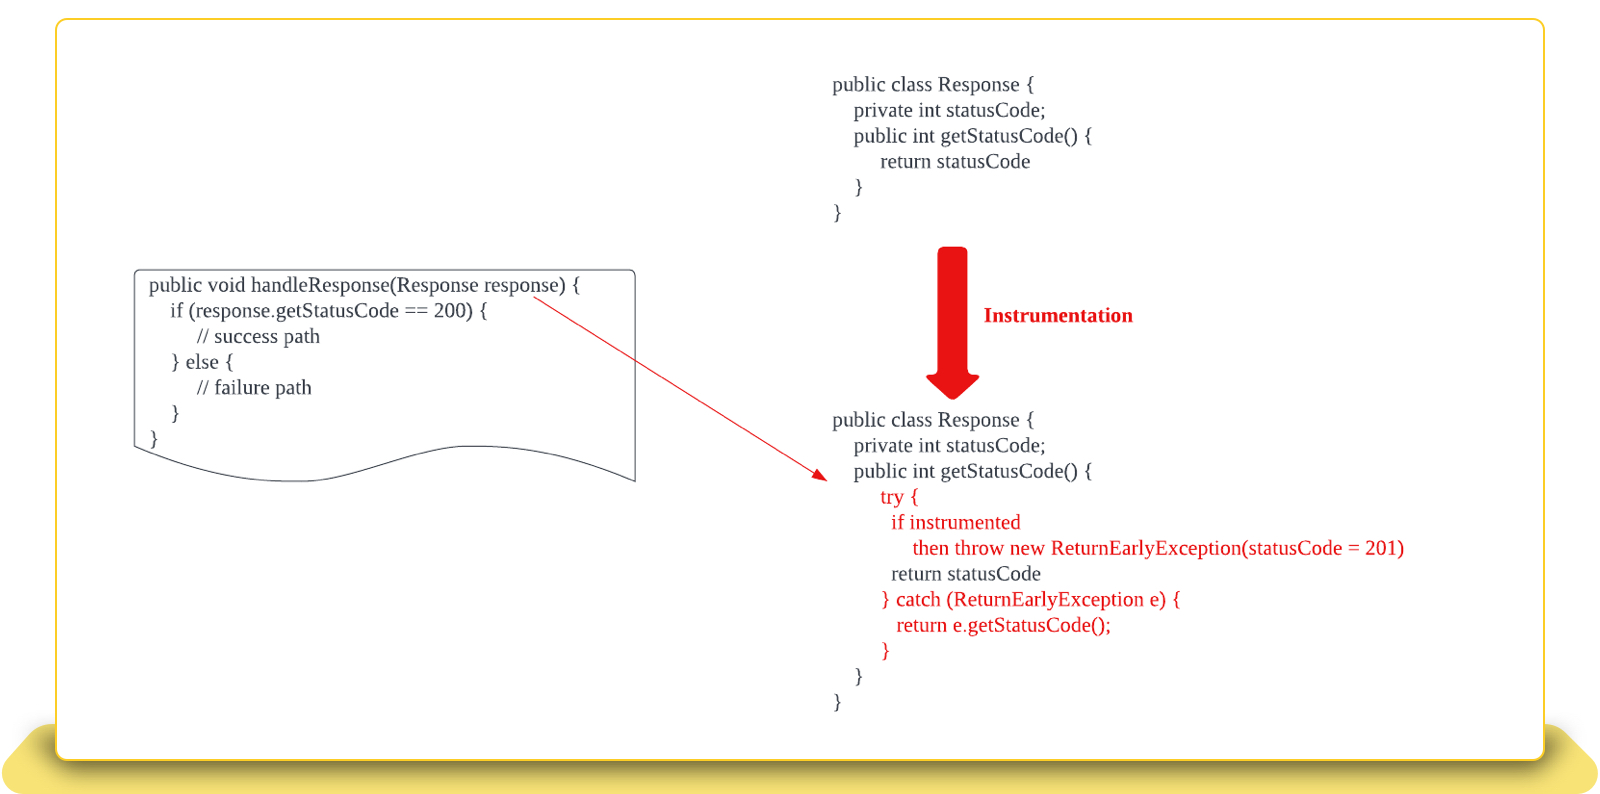 public class Response {
private int statusCode;
public int getStatusCode() {
return statusCode
}
}
public void handleResponse(Response response) {
if (response.getStatusCode == 200) {
// success path
} else {
// failure path
}
}
Instrumentation
public class Response {
private int statusCode;
public int getStatusCode() {
try {
if instrumented
then throw new ReturnEarlyException(statusCode = 201)
return statusCode
} catch (ReturnEarlyException e) {
return e.getStatusCode();
}
}
}